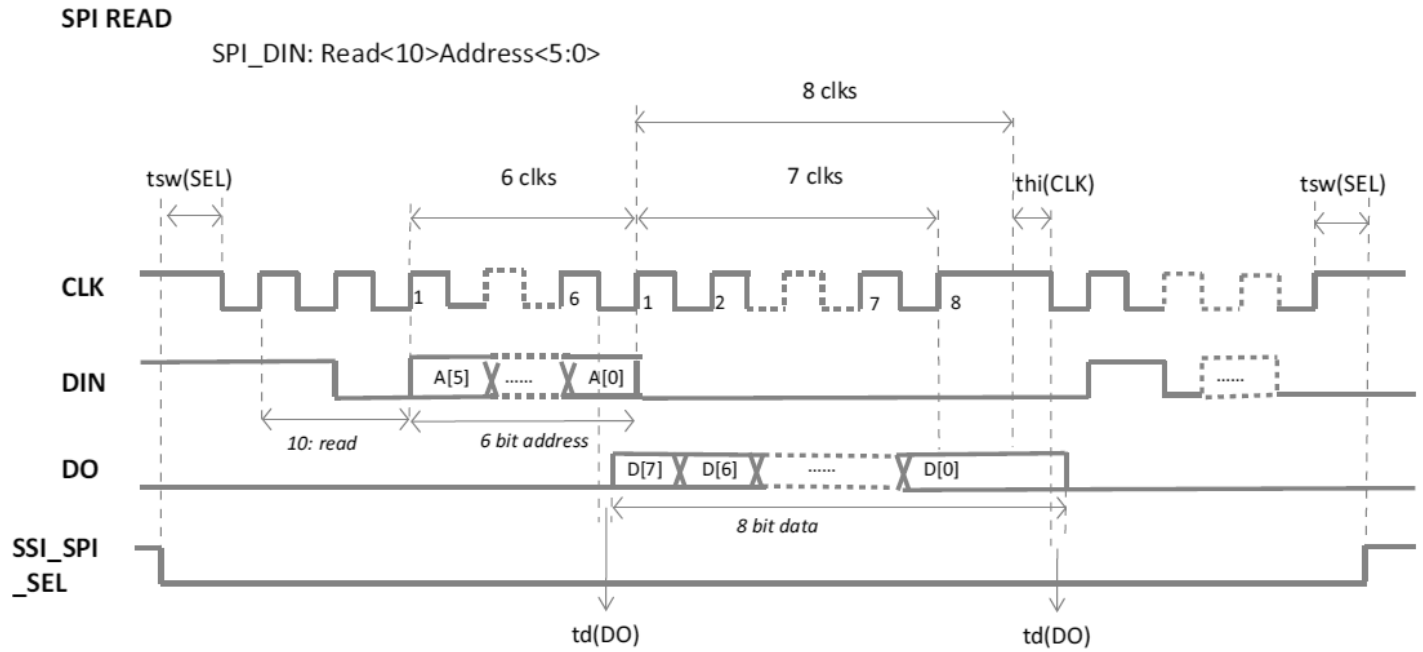 SPI READ
SPI_DIN: Read<10>Address<5:0>
8 clks
tsw(SEL)
6 clks
7 clks
thi(CLK)
tsw(SEL)
CLK
1
6
1
2
7
8
DIN
A[5]
......
A[0]
......
10: read
6 bit address
DO
D[7]
D[6]
......
D[0]
8 bit data
SSI_SPI
_SEL
td(DO)
td(DO)